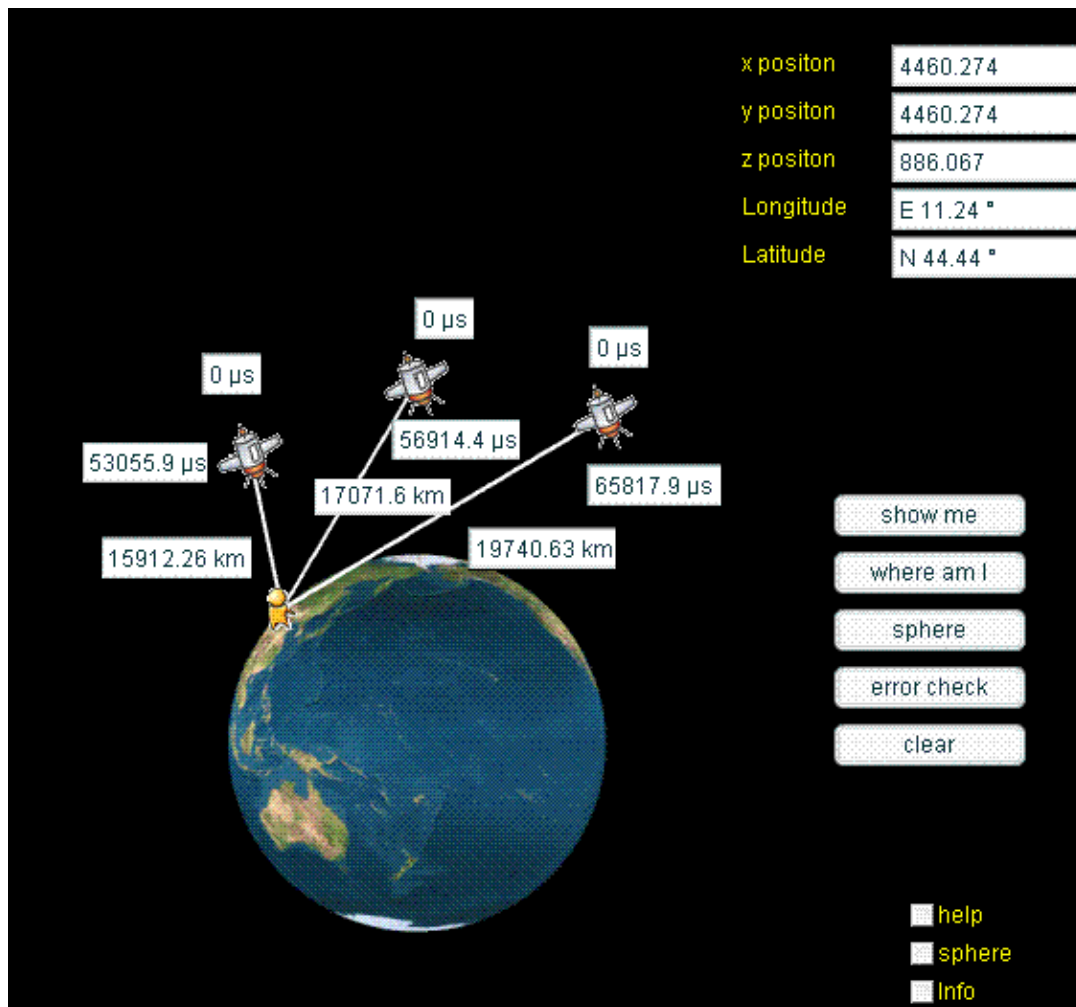 x positon 4460.274
y positon 4460.274
z positon 886.067
Longitude E 11.24 °
Latitude N 44.44 °
0 µs
0 µs
0 µs
56914.4 µs
53055.9 µs
65817.9 µs
17071.6 km
15912.26 km
19740.63 km
show me
where am I
sphere
error check
clear
help
sphere
Info